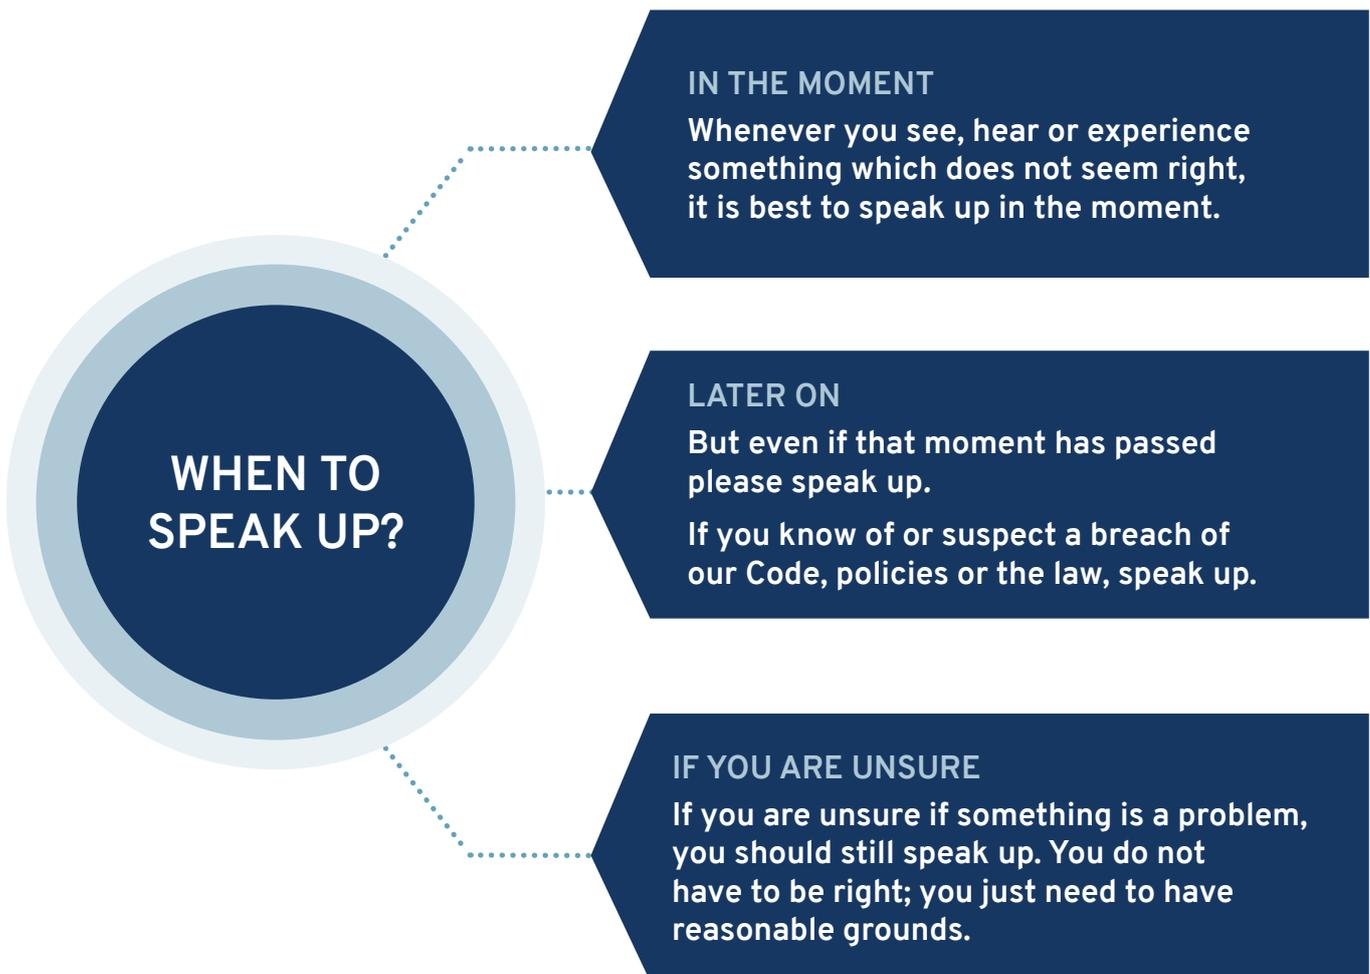 WHEN TO
SPEAK UP?
IN THE MOMENT
Whenever you see, hear or experience
something which does not seem right,
it is best to speak up in the moment.
LATER ON
But even if that moment has passed
please speak up.
If you know of or suspect a breach of
our Code, policies or the law, speak up.
IF YOU ARE UNSURE
If you are unsure if something is a problem,
you should still speak up. You do not
have to be right; you just need to have
reasonable grounds.